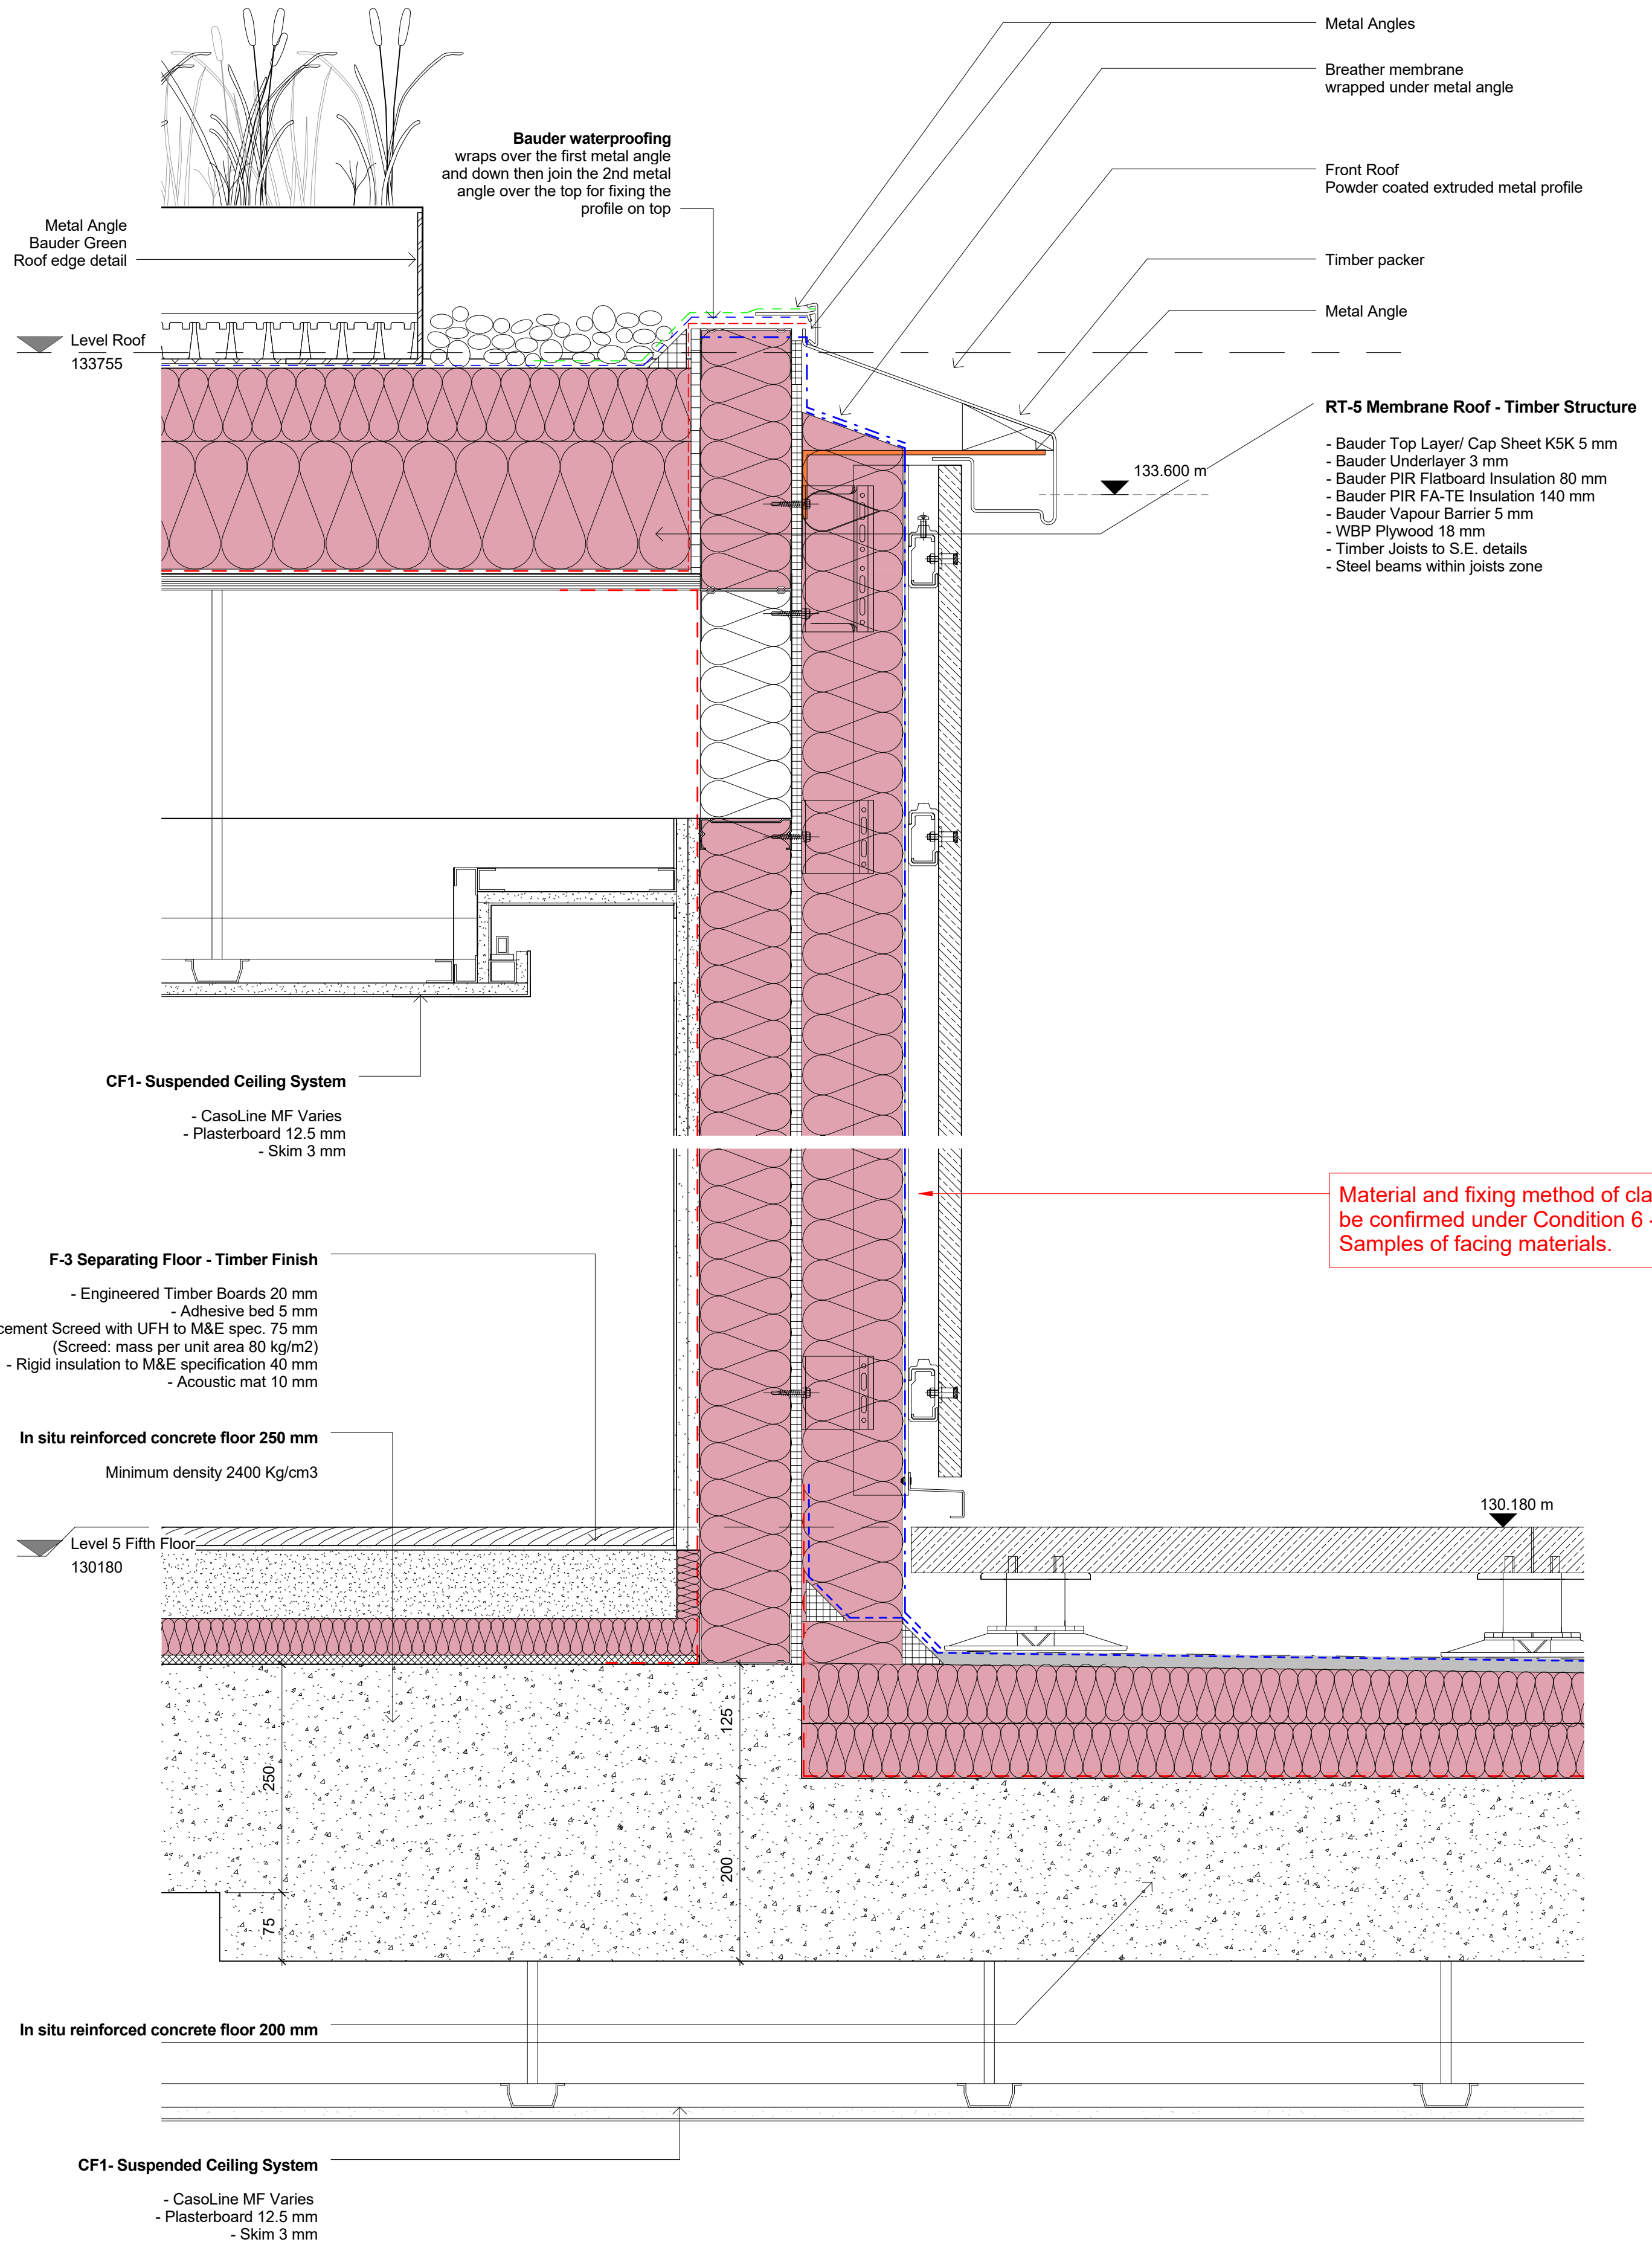 Metal Angles
Breather membrane
wrapped under metal angle
Bauder waterproofing
wraps over the first metal angle
and down then join the 2nd metal
angle over the top for fixing the
profile on top
Front Roof
Powder coated extruded metal profile
Metal Angle
Bauder Green
Roof edge detail
Timber packer
Metal Angle
Level Roof
133755
RT-5 Membrane Roof - Timber Structure
- Bauder Top Layer/ Cap Sheet K5K 5 mm
- Bauder Underlayer 3 mm
- Bauder PIR Flatboard Insulation 80 mm
- Bauder PIR FA-TE Insulation 140 mm
- Bauder Vapour Barrier 5 mm
- WBP Plywood 18 mm
- Timber Joists to S.E. details
- Steel beams within joists zone
133.600 m
CF1- Suspended Ceiling System
- CasoLine MF Varies
- Plasterboard 12.5 mm
- Skim 3 mm
Material and fixing method of cla
be confirmed under Condition 6 -
Samples of facing materials.
F-3 Separating Floor - Timber Finish
- Engineered Timber Boards 20 mm
- Adhesive bed 5 mm
cement Screed with UFH to M&E spec. 75 mm
(Screed: mass per unit area 80 kg/m2)
- Rigid insulation to M&E specification 40 mm
- Acoustic mat 10 mm
In situ reinforced concrete floor 250 mm
Minimum density 2400 Kg/cm3
130.180 m
Level 5 Fifth Floor
130180
125
250
200
75
In situ reinforced concrete floor 200 mm
CF1- Suspended Ceiling System
- CasoLine MF Varies
- Plasterboard 12.5 mm
- Skim 3 mm